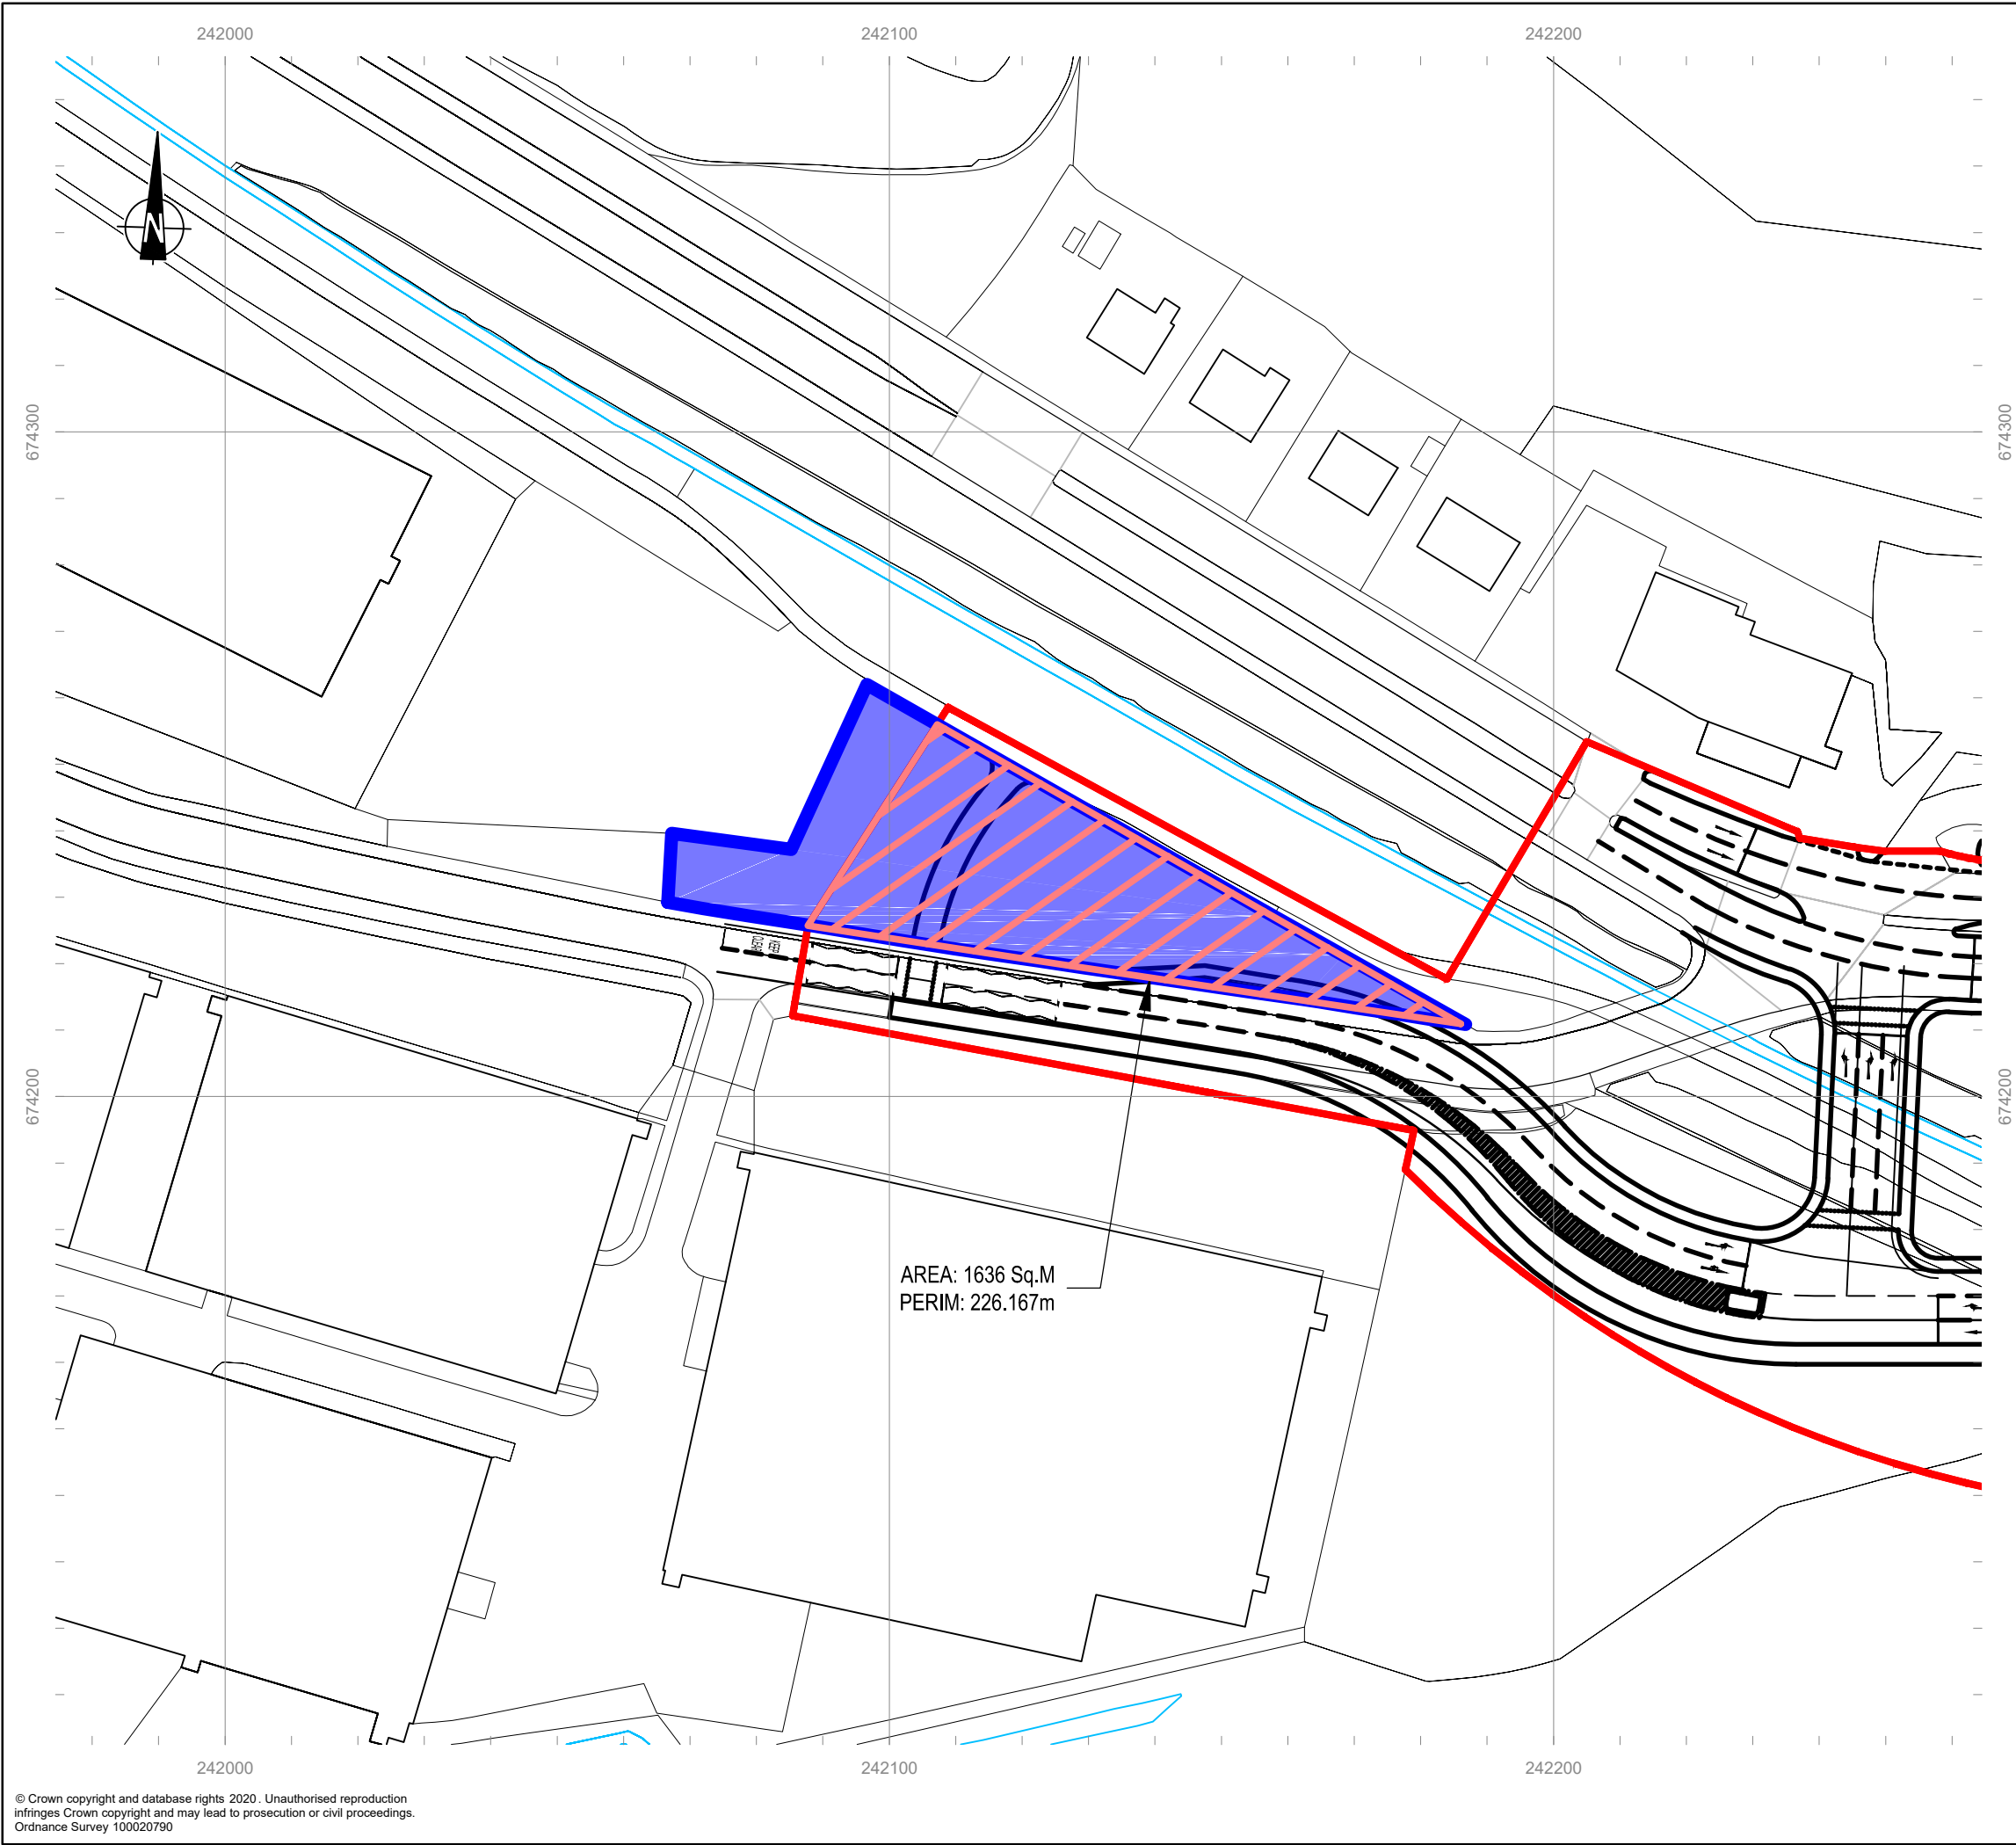 242000
242100
242200
674300
674300
N
KEEP
CLEAR
674200
674200
AREA: 1636 Sq.M
PERIM: 226.167m
242000
242100
242200
© Crown copyright and database rights 2020. Unauthorised reproduction
infringes Crown copyright and may lead to prosecution or civil proceedings.
Ordnance Survey 100020790